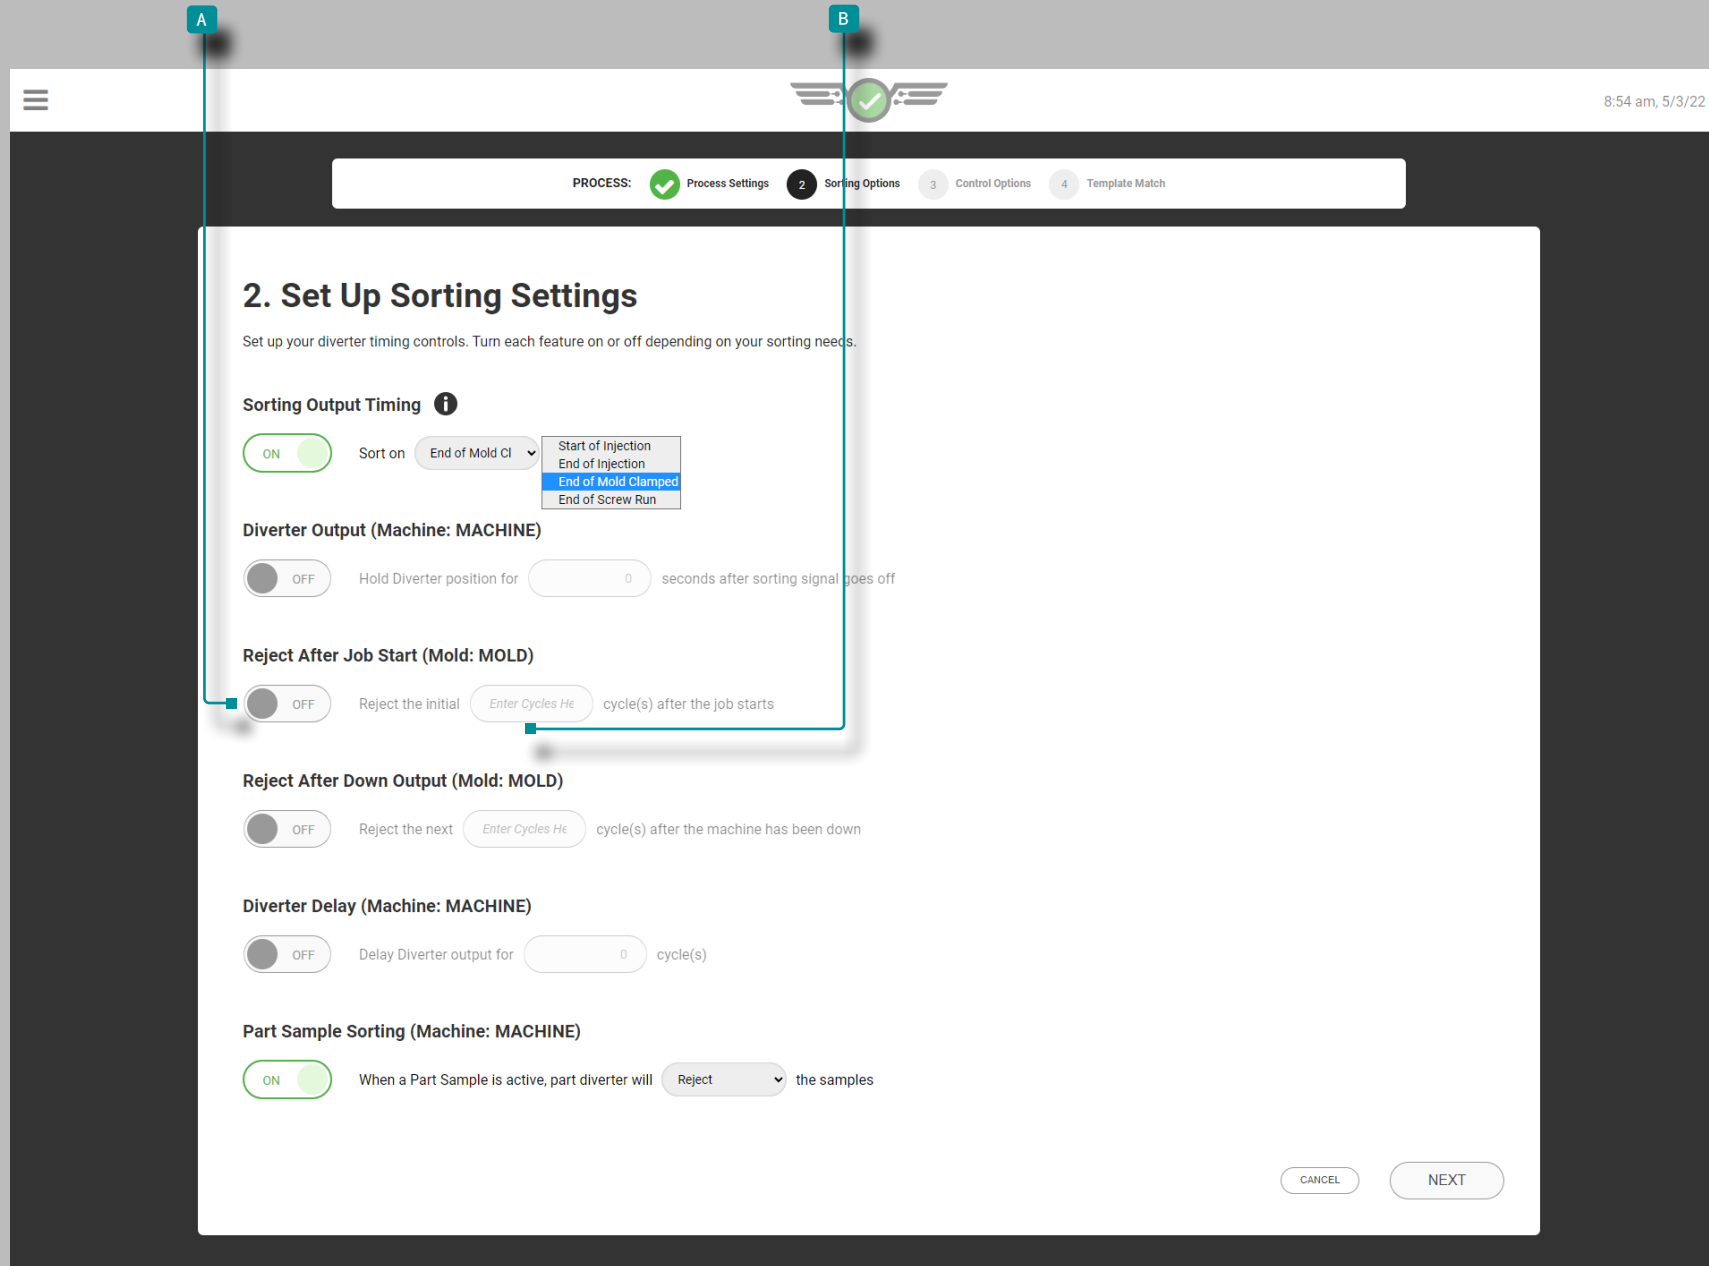 A
B
8:54 am, 5/3/22
PROCESS: Process Settings 2 Sorting Options 3 Control Options 4 Template Match
2. Set Up Sorting Settings
Set up your diverter timing controls. Turn each feature on or off depending on your sorting needs.
Sorting Output Timing i
ON Sort on End of Mold Cl
Start of Injection
End of Injection
End of Mold Clamped
End of Screw Run
Diverter Output (Machine: MACHINE)
OFF Hold Diverter position for 0 seconds after sorting signal goes off
Reject After Job Start (Mold: MOLD)
OFF Reject the initial Enter Cycles He cycle(s) after the job starts
Reject After Down Output (Mold: MOLD)
OFF Reject the next Enter Cycles He cycle(s) after the machine has been down
Diverter Delay (Machine: MACHINE)
OFF Delay Diverter output for 0 cycle(s)
Part Sample Sorting (Machine: MACHINE)
ON When a Part Sample is active, part diverter will Reject the samples
CANCEL NEXT